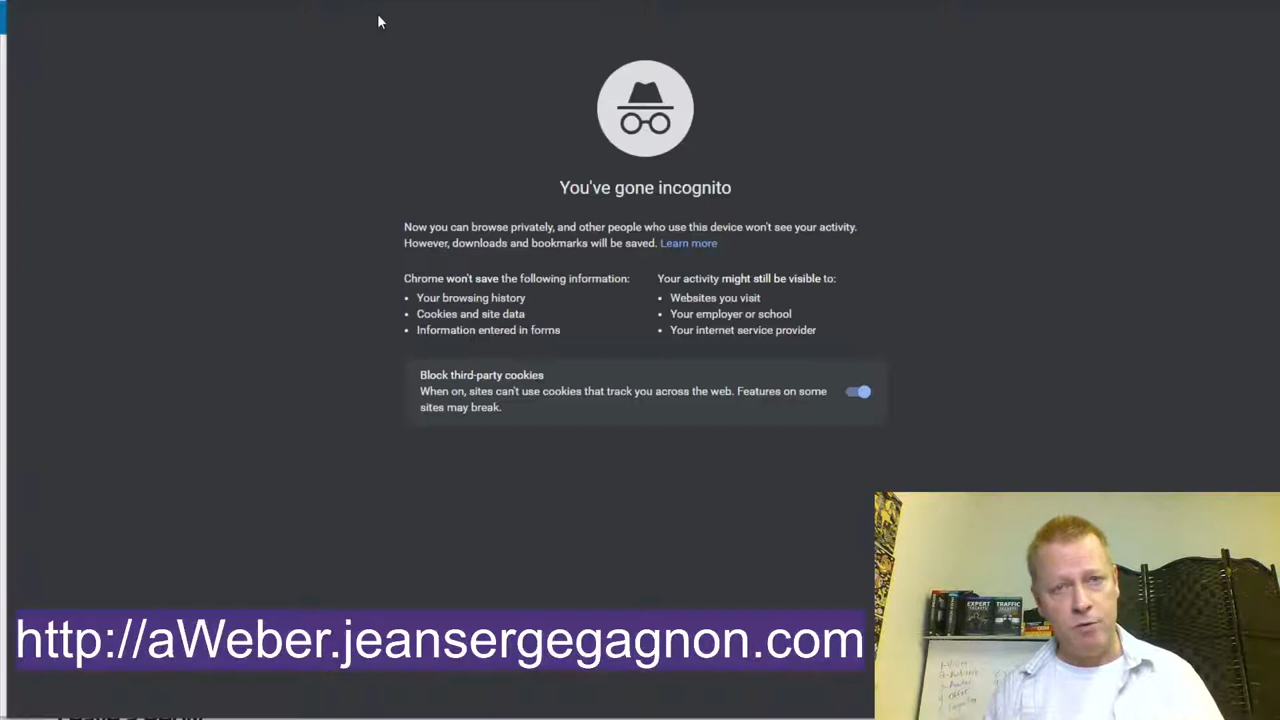 You've gone incognito
Now you can browse privately, and other people who use this device won't see your activity.
However, downloads and bookmarks will be saved. Learn more
Chrome won't save the following information:
• Your browsing history
• Cookies and site data
• Information entered in forms
Your activity might still be visible to:
• Websites you visit
• Your employer or school
• Your internet service provider
Block third-party cookies
When on, sites can't use cookies that track you across the web. Features on some
sites may break.
http://aWeber.jeansergegagnon.com
EXPERT
SECRETS
TRAFFIC
SECRETS